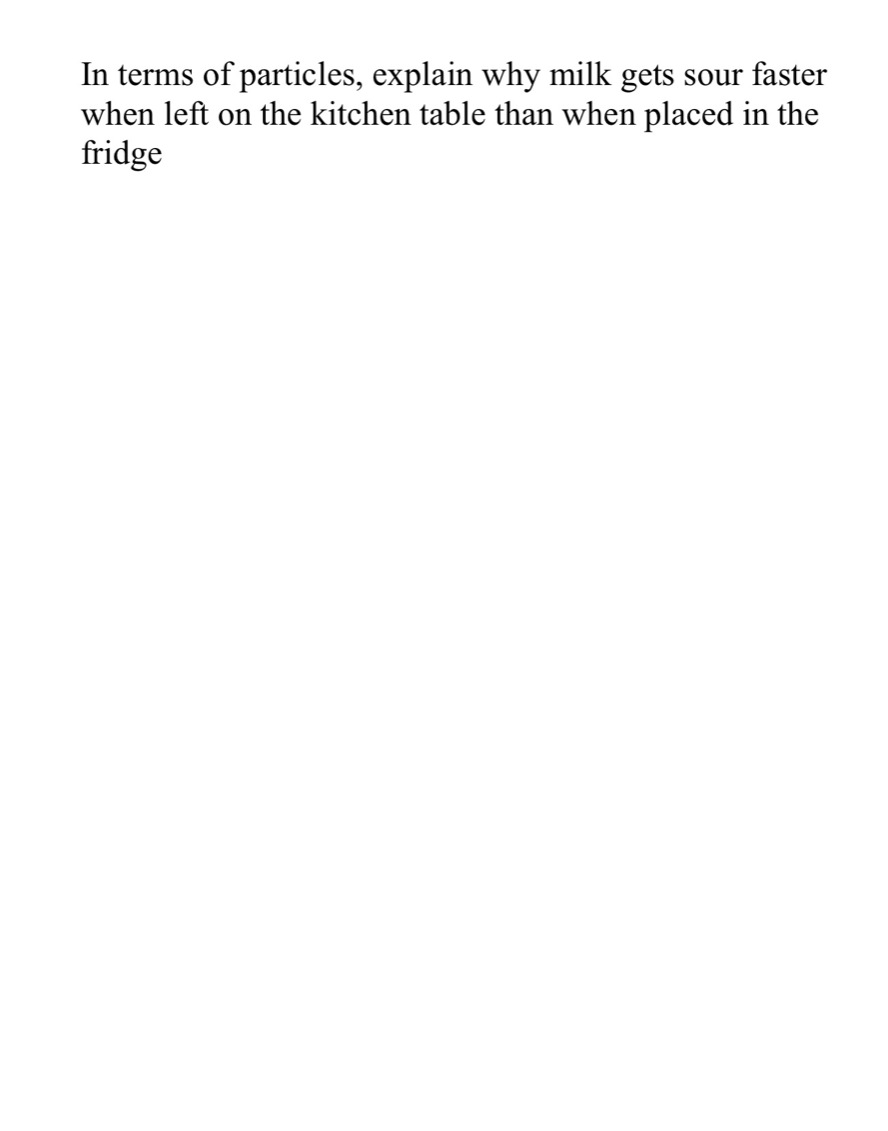 In terms of particles, explain why milk gets sour faster
when left on the kitchen table than when placed in the
fridge